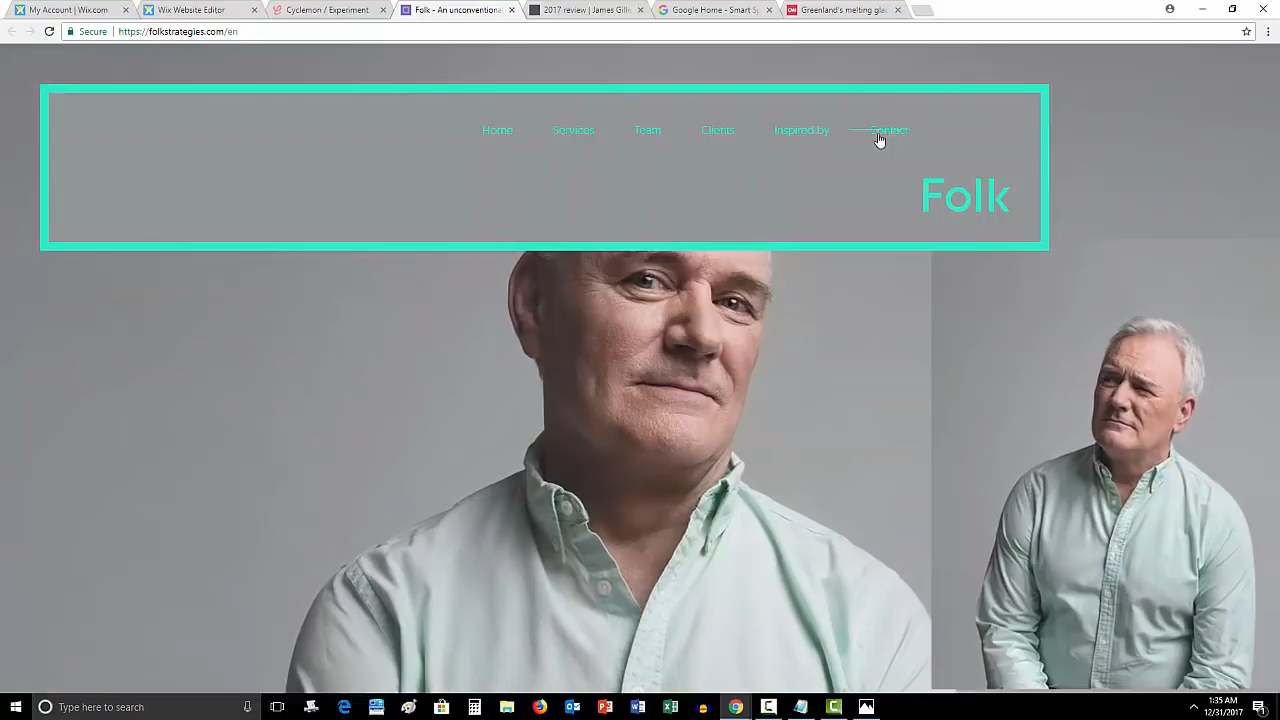 My Account | Wix.com
Wix Website Editor
Cyclemon / Experiment
Folk - An unconventiona
2017 review | James Gille
Google Home - Smart Sp
Greenland's melting glac
Secure
https://folkstrategies.com/en
Home Services Team Clients Inspired by Contact
Folk
Type here to search
1:35 AM
12/31/2017